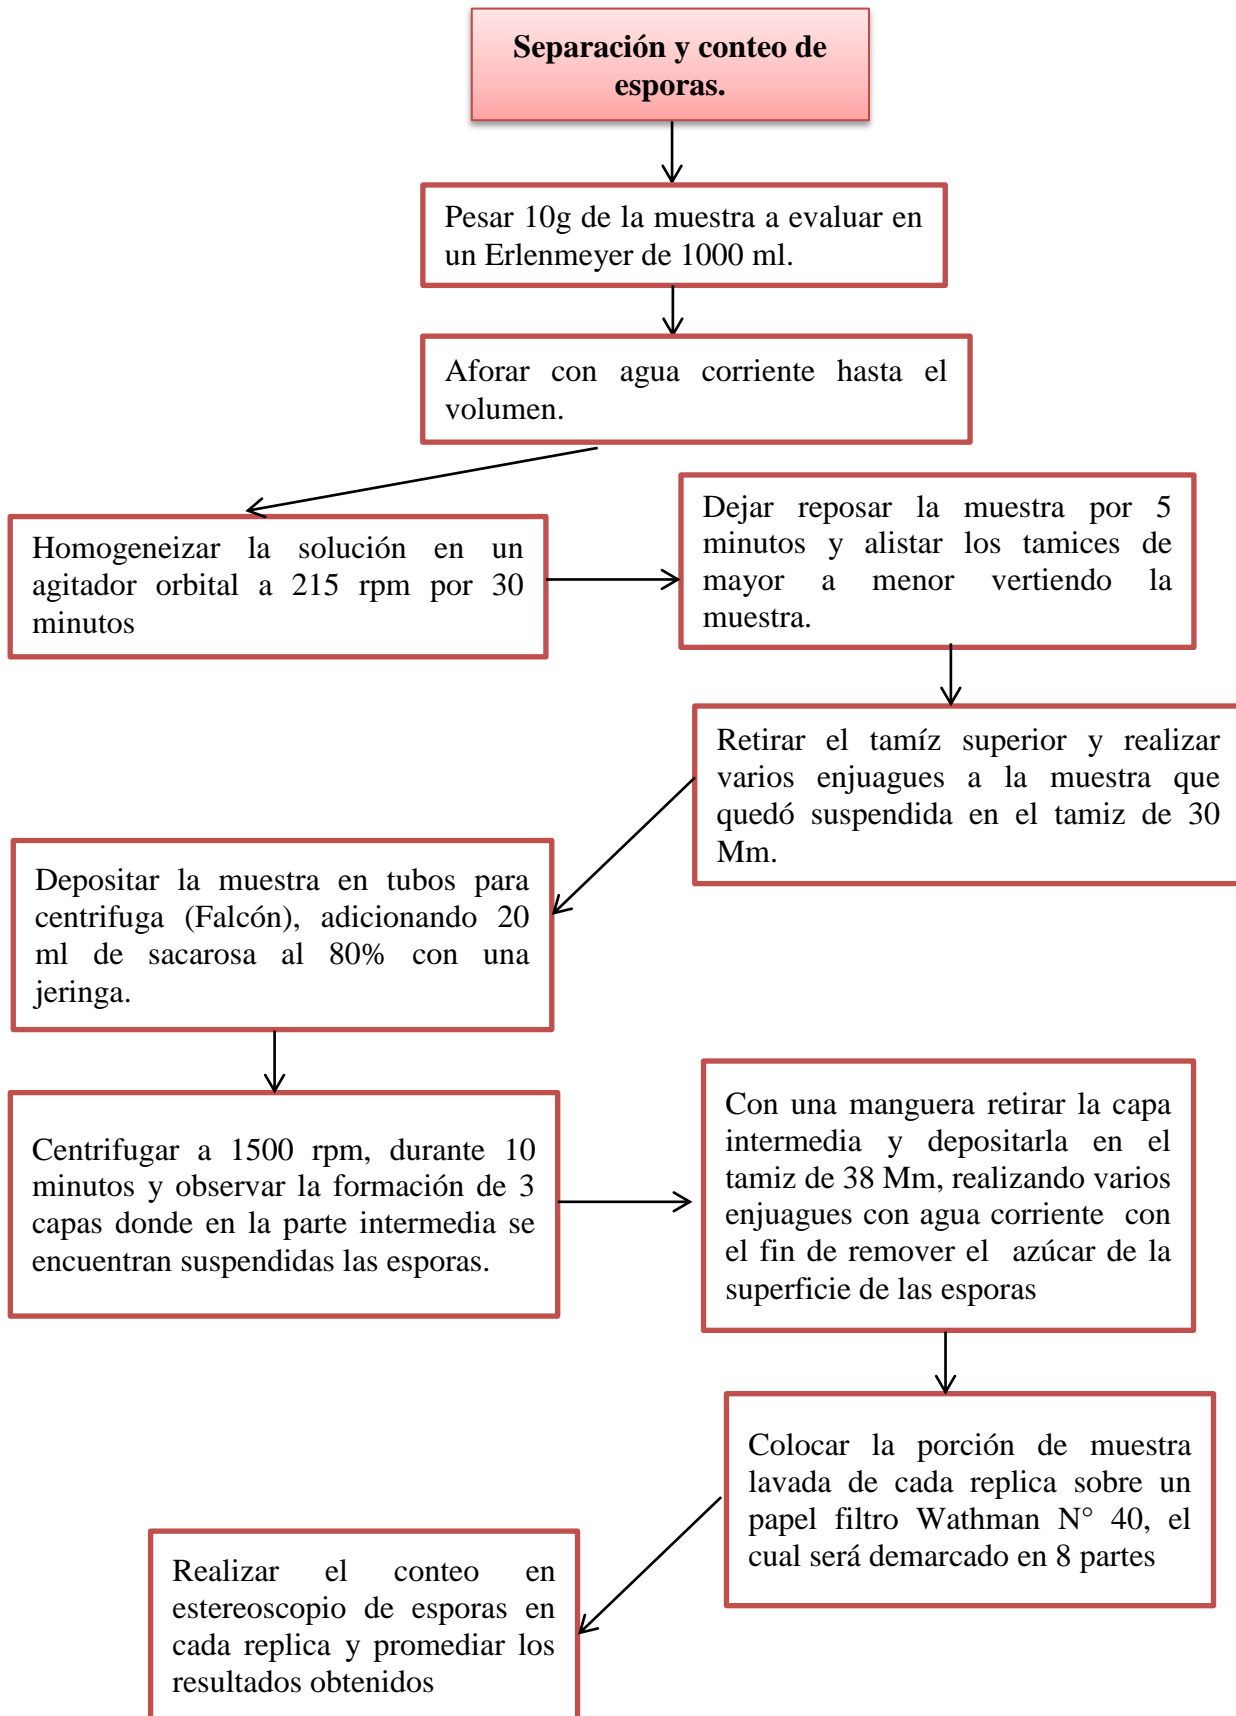 Separación y conteo de
esporas.
Pesar 10g de la muestra a evaluar en
un Erlenmeyer de 1000 ml.
Aforar con agua corriente hasta el
volumen.
Homogeneizar la solución en un
agitador orbital a 215 rpm por 30
minutos
Dejar reposar la muestra por 5
minutos y alistar los tamices de
mayor a menor vertiendo la
muestra.
Retirar el tamíz superior y realizar
varios enjuagues a la muestra que
quedó suspendida en el tamiz de 30
Mm.
Depositar la muestra en tubos para
centrifuga (Falcón), adicionando 20
ml de sacarosa al 80% con una
jeringa.
Centrifugar a 1500 rpm, durante 10
minutos y observar la formación de 3
capas donde en la parte intermedia se
encuentran suspendidas las esporas.
Con una manguera retirar la capa
intermedia y depositarla en el
tamiz de 38 Mm, realizando varios
enjuagues con agua corriente con
el fin de remover el azúcar de la
superficie de las esporas
Colocar la porción de muestra
lavada de cada replica sobre un
papel filtro Wathman N° 40, el
cual será demarcado en 8 partes
Realizar el conteo en
estereoscopio de esporas en
cada replica y promediar los
resultados obtenidos